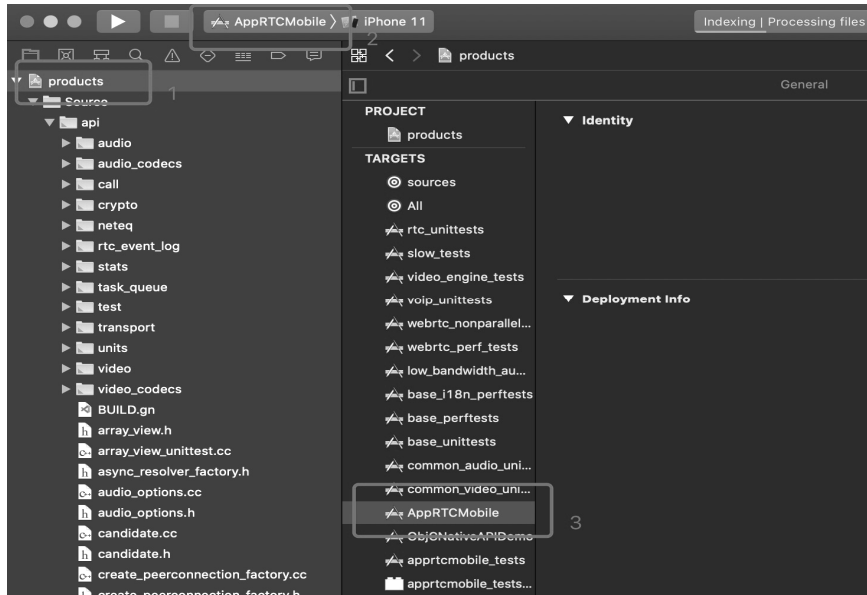 AppRTCMobile 〉 iPhone 11
Indexing | Processing files
2
products
products
1
Source
General
api
audio
audio_codecs
call
crypto
neteq
rtc_event_log
stats
task_queue
test
transport
units
video
video_codecs
BUILD.gn
array_view.h
array_view_unittest.cc
async_resolver_factory.h
audio_options.cc
audio_options.h
candidate.cc
candidate.h
create_peerconnection_factory.cc
create_peerconnection_factory.h
PROJECT
products
TARGETS
sources
All
rtc_unittests
slow_tests
video_engine_tests
voip_unittests
webrtc_nonparallel...
webrtc_perf_tests
low_bandwidth_au...
base_i18n_perftests
base_perftests
base_unittests
common_audio_uni...
common_video_uni...
AppRTCMobile
3
ObjCNativeAPIDemo
apprtcmobile_tests
apprtcmobile_tests...
Identity
Deployment Info